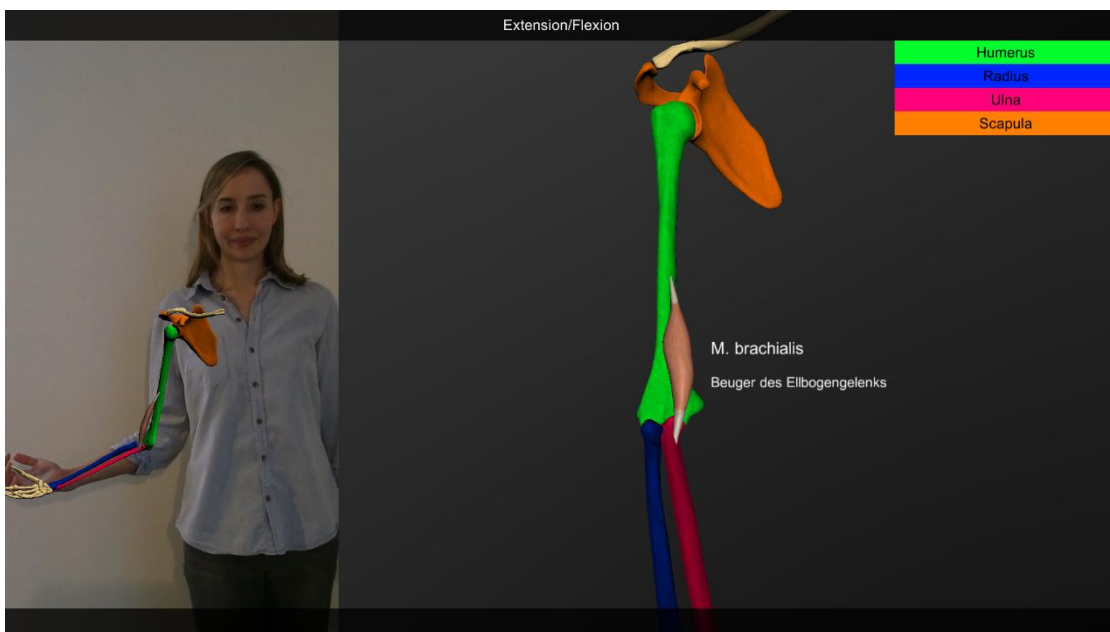 Extension/Flexion
Humerus
Radius
Ulna
Scapula
M. brachialis
Beuger des Ellbogengelenks